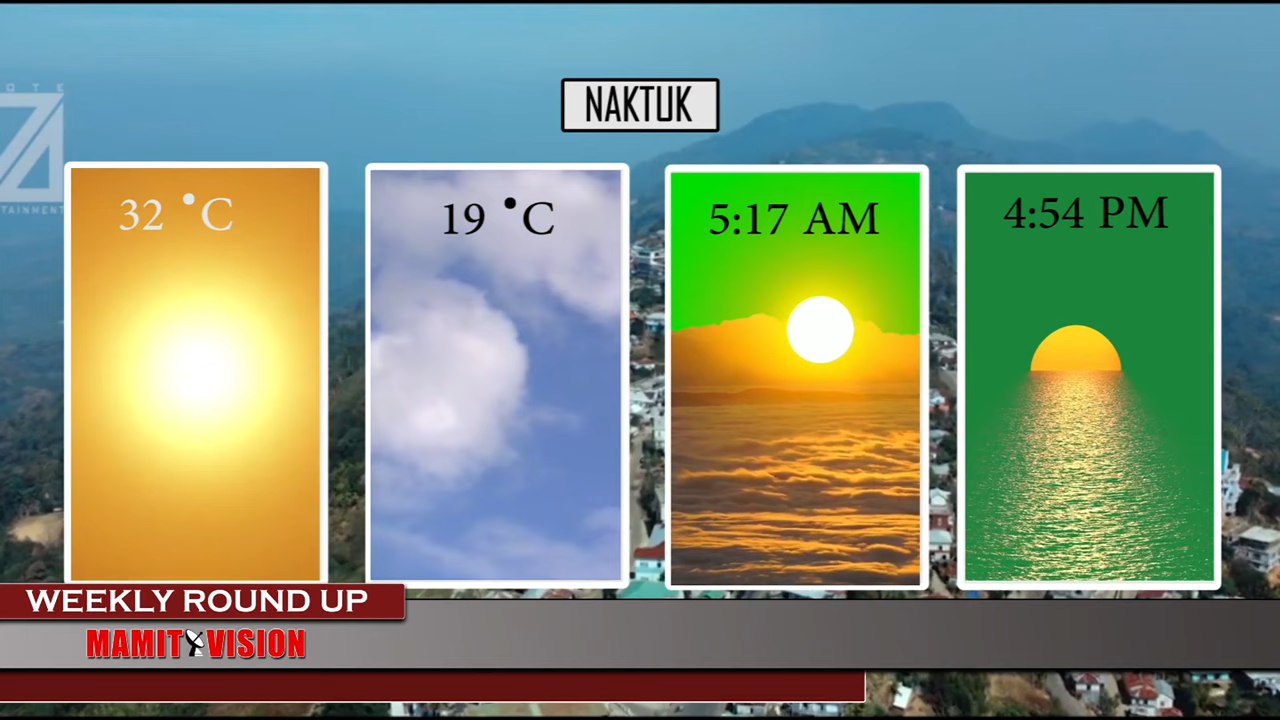 NAKTUK
32 °C
19 °C
5:17 AM
4:54 PM
WEEKLY ROUND UP
MAMIT VISION